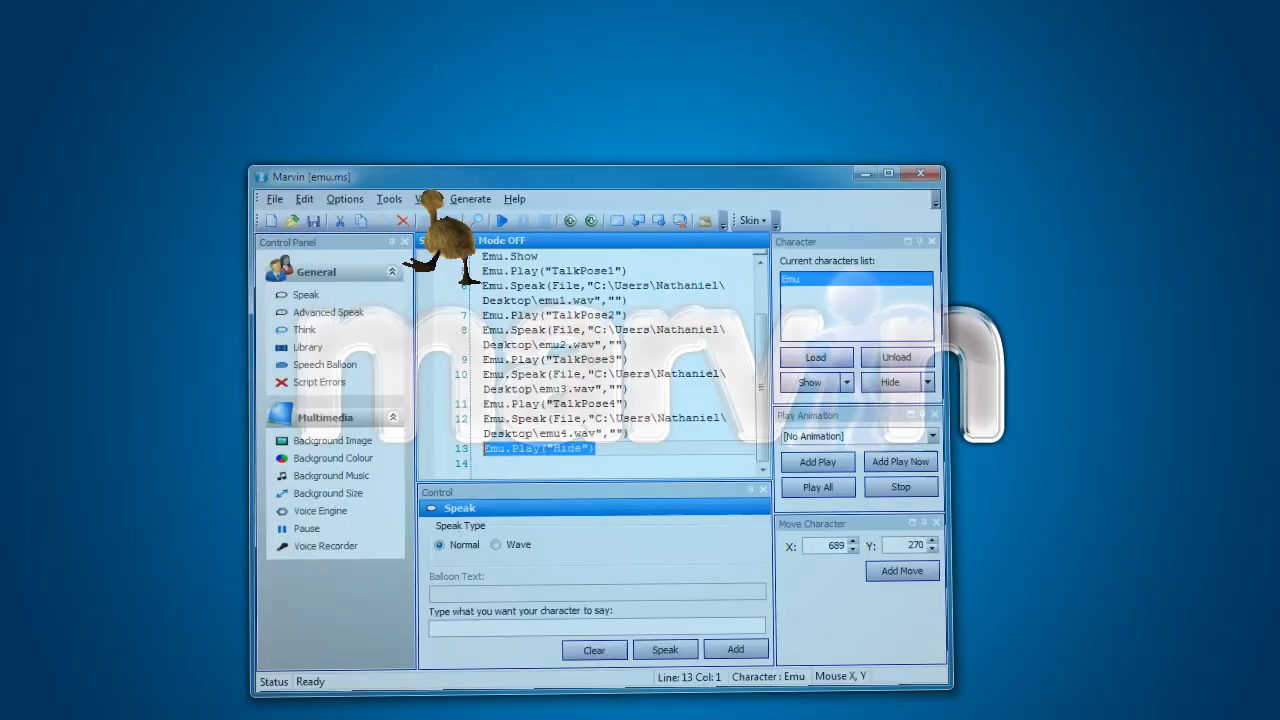 Marvin [emu.ms]
File Edit Options Tools Generate Help
Skin
Control Panel
General
Speak
Advanced Speak
Think
Library
Speech Balloon
Script Errors
Multimedia
Background Image
Background Colour
Background Music
Background Size
Voice Engine
Pause
Voice Recorder
Mode OFF
Emu.Show
Emu.Play("TalkPose1")
6 Emu.Speak(File,"C:\Users\Nathaniel\
Desktop\emu1.wav","")
7 Emu.Play("TalkPose2")
8 Emu.Speak(File,"C:\Users\Nathaniel\
Desktop\emu2.wav","")
9 Emu.Play("TalkPose3")
10 Emu.Speak(File,"C:\Users\Nathaniel\
Desktop\emu3.wav","")
11 Emu.Play("TalkPose4")
12 Emu.Speak(File,"C:\Users\Nathaniel\
Desktop\emu4.wav","")
13 Emu.Play("Hide")
14
Control
Speak
Speak Type
Normal Wave
Balloon Text:
Type what you want your character to say:
Clear Speak Add
Character
Current characters list:
Emu
Load Unload
Show Hide
Play Animation
[No Animation]
Add Play Add Play Now
Play All Stop
Move Character
X: 689 Y: 270
Add Move
Status Ready
Line: 13 Col: 1 Character : Emu Mouse X, Y
marvin